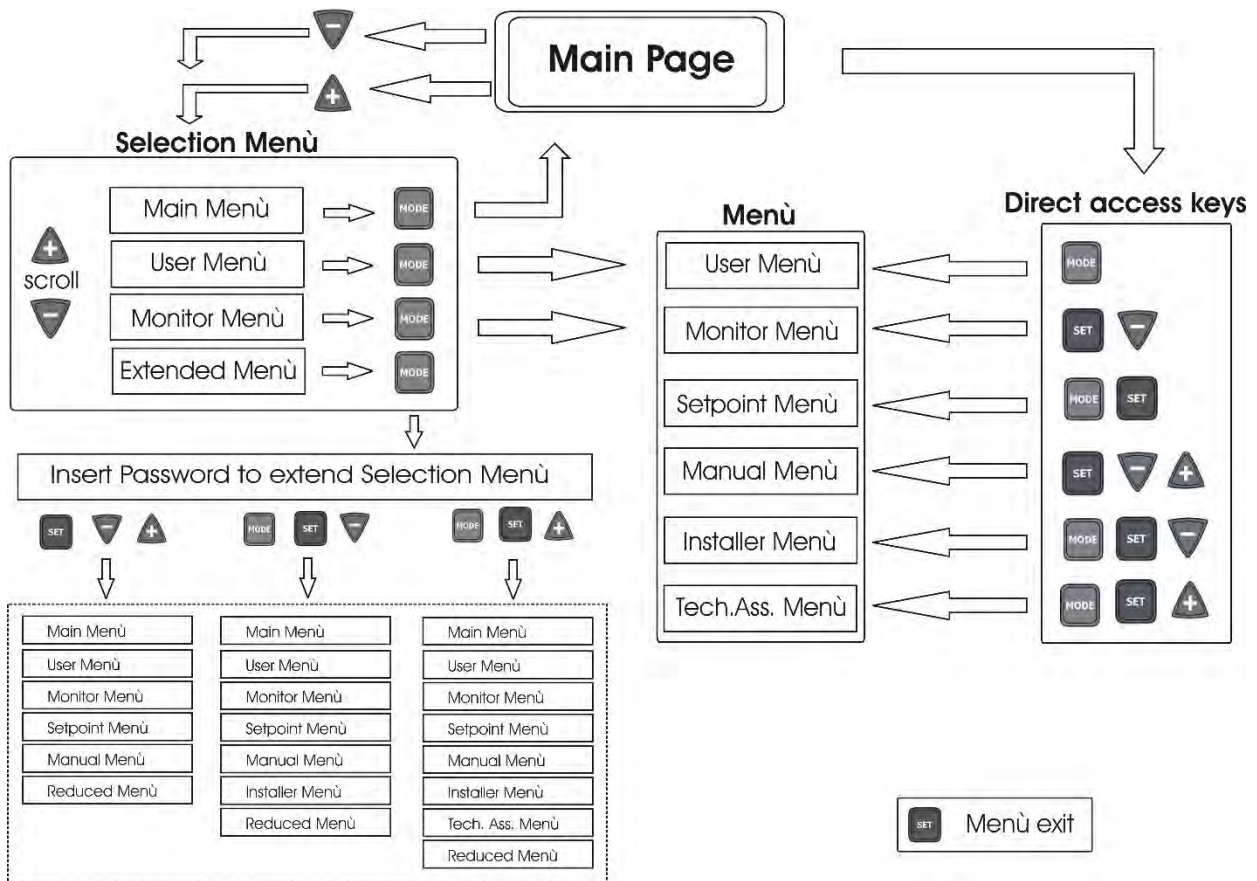 −
Main Page
+
Selection Menù
Main Menù
MODE
+
scroll
−
User Menù
MODE
Monitor Menù
MODE
Extended Menù
MODE
Insert Password to extend Selection Menù
SET − +
MODE SET −
MODE SET +
Main Menù
User Menù
Monitor Menù
Setpoint Menù
Manual Menù
Reduced Menù
Main Menù
User Menù
Monitor Menù
Setpoint Menù
Manual Menù
Installer Menù
Reduced Menù
Main Menù
User Menù
Monitor Menù
Setpoint Menù
Manual Menù
Installer Menù
Tech. Ass. Menù
Reduced Menù
Menù
User Menù
Monitor Menù
Setpoint Menù
Manual Menù
Installer Menù
Tech.Ass. Menù
Direct access keys
MODE
SET −
MODE SET
SET − +
MODE SET −
MODE SET +
SET Menù exit